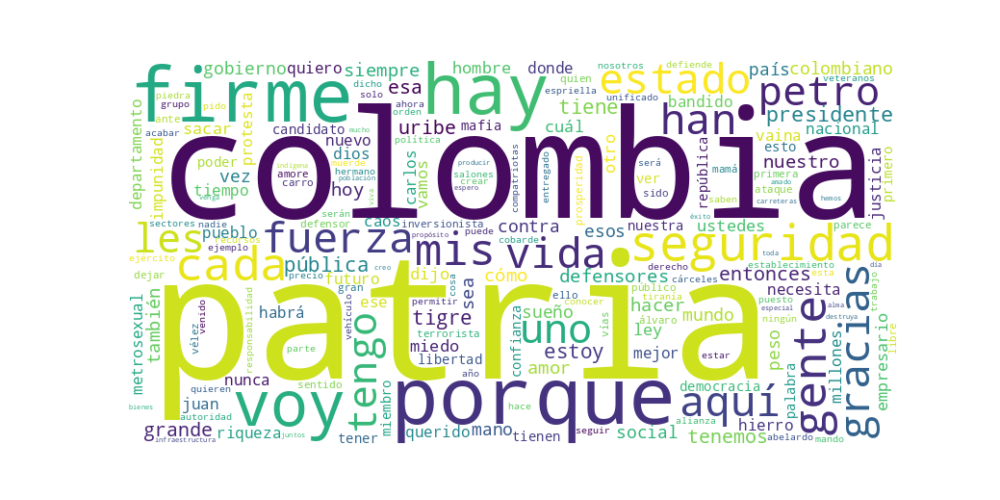 firme
gobierno
quiero
siempre
hombre
donde
hay
estado
país
colombiano
piedra
grupo
ante
pido
dicho
solo
esa
ahora
orden
quien
espriella
nosotros
defiende
unificado
tiene
bandido
petro
veteranos
presidente
departamento
impunidad
acabar
sacar
protesta
candidato
nuevo
mucho
política
uribe
mafia
cuál
otro
han
vaina
nacional
colombia
poder
vez
tiempo
indígena
amore
carro
muerde
dios
hermano
población
hoy
venga
viva
carlos
vamos
producir
salones
crear
espero
compatriotas
entregado
prosperidad
será
ver
sido
república
mamá
primera
ataque
amado
esto
nuestro
saben
carreteras
hemos
primero
justicia
les
sectores
pueblo
nadie
ejemplo
recursos
serán
defensor
caos
inversionista
fuerza
propósito
cobarde
contra
esos
nuestra
ustedes
éxito
parece
mis
vida
seguridad
toda
ejército
cada
dejar
pública
precio
futuro
creo
dijo
cosa
cómo
defensores
derecho
establecimiento
cárceles
entonces
esta
día
patria
metrosexual
también
vélez
venido
responsabilidad
habrá
gran
ese
vehículo
tengo
permitir
sea
tigre
sueño
ello
conocer
vías
hacer
público
tiranía
puesto
necesita
especial
alma
ningún
gente
gracias
trabajo
terrorista
miedo
libertad
confianza
uno
estoy
amor
álvaro
ley
mundo
mejor
estar
peso
destruya
millones
libre
empresario
quieren
nunca
parte
sentido
año
bienes
juan
autoridad
voy
miembro
porque
hace
democracia
aquí
palabra
grande
infraestructura
riqueza
juntos
tener
querido
mano
puede
tienen
seguir
social
alianza
tenemos
abelardo
hierro
mando